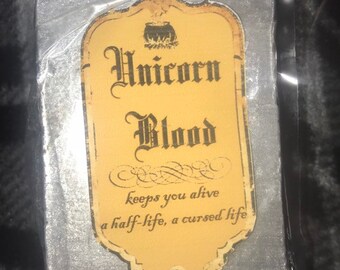 Unicorn
Blood
keeps you alive
a half-life, a cursed life